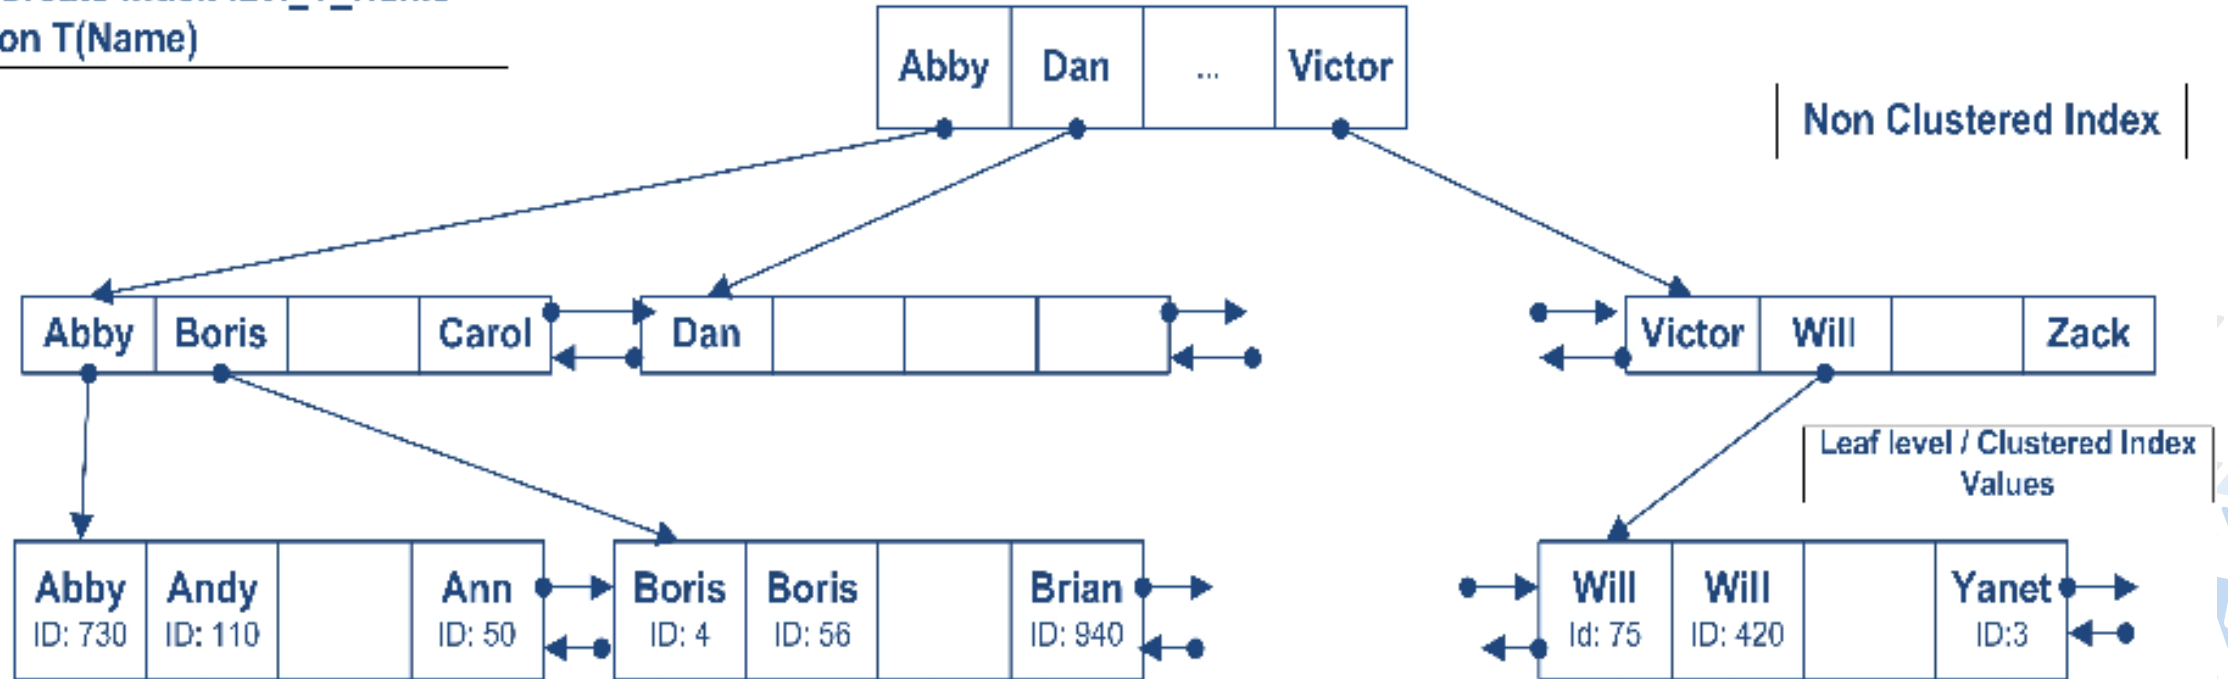 on T(Name)
Abby Dan ... Victor
Non Clustered Index
Abby Boris Carol Dan Victor Will Zack
Leaf level / Clustered Index
Values
Abby Andy Ann Boris Boris Brian Will Will Yanet
ID: 730 ID: 110 ID: 50 ID: 4 ID: 56 ID: 940 Id: 75 ID: 420 ID:3